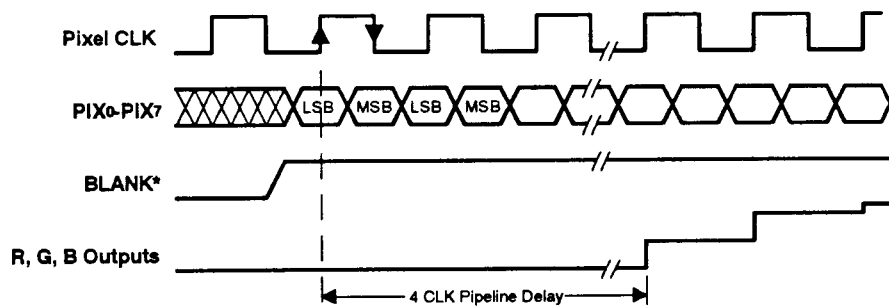 Pixel CLK
PIX0-PIX7
LSB MSB LSB MSB
BLANK*
R, G, B Outputs
4 CLK Pipeline Delay